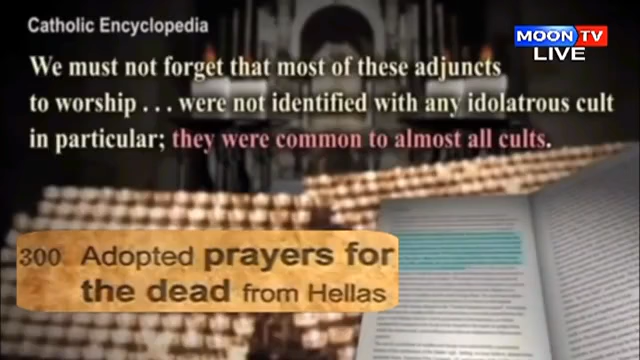 Catholic Encyclopedia
MOON TV
LIVE
We must not forget that most of these adjuncts
to worship . . . were not identified with any idolatrous cult
in particular; they were common to almost all cults.
300 Adopted prayers for
the dead from Hellas